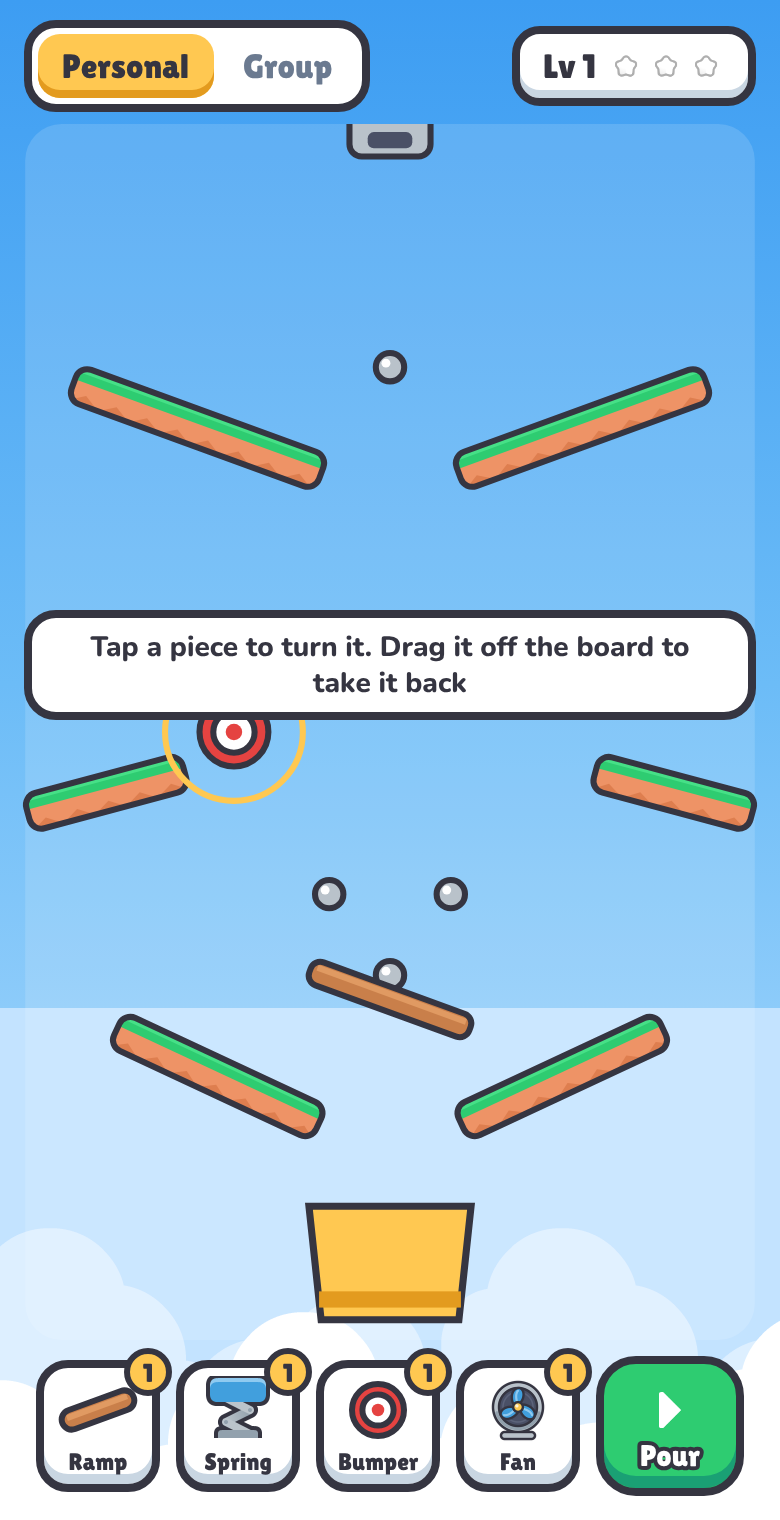 Personal
Group
Lv 1
Tap a piece to turn it. Drag it off the board to
take it back
1
1
1
1
Ramp
Spring
Bumper
Fan
Pour